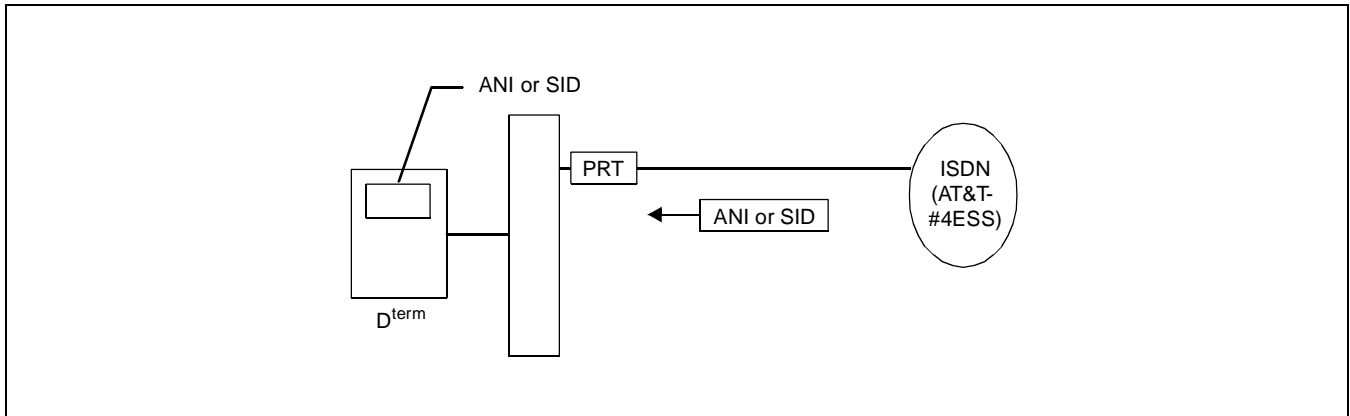 ANI or SID
PRT
ISDN
(AT&T-
#4ESS)
ANI or SID
Dterm